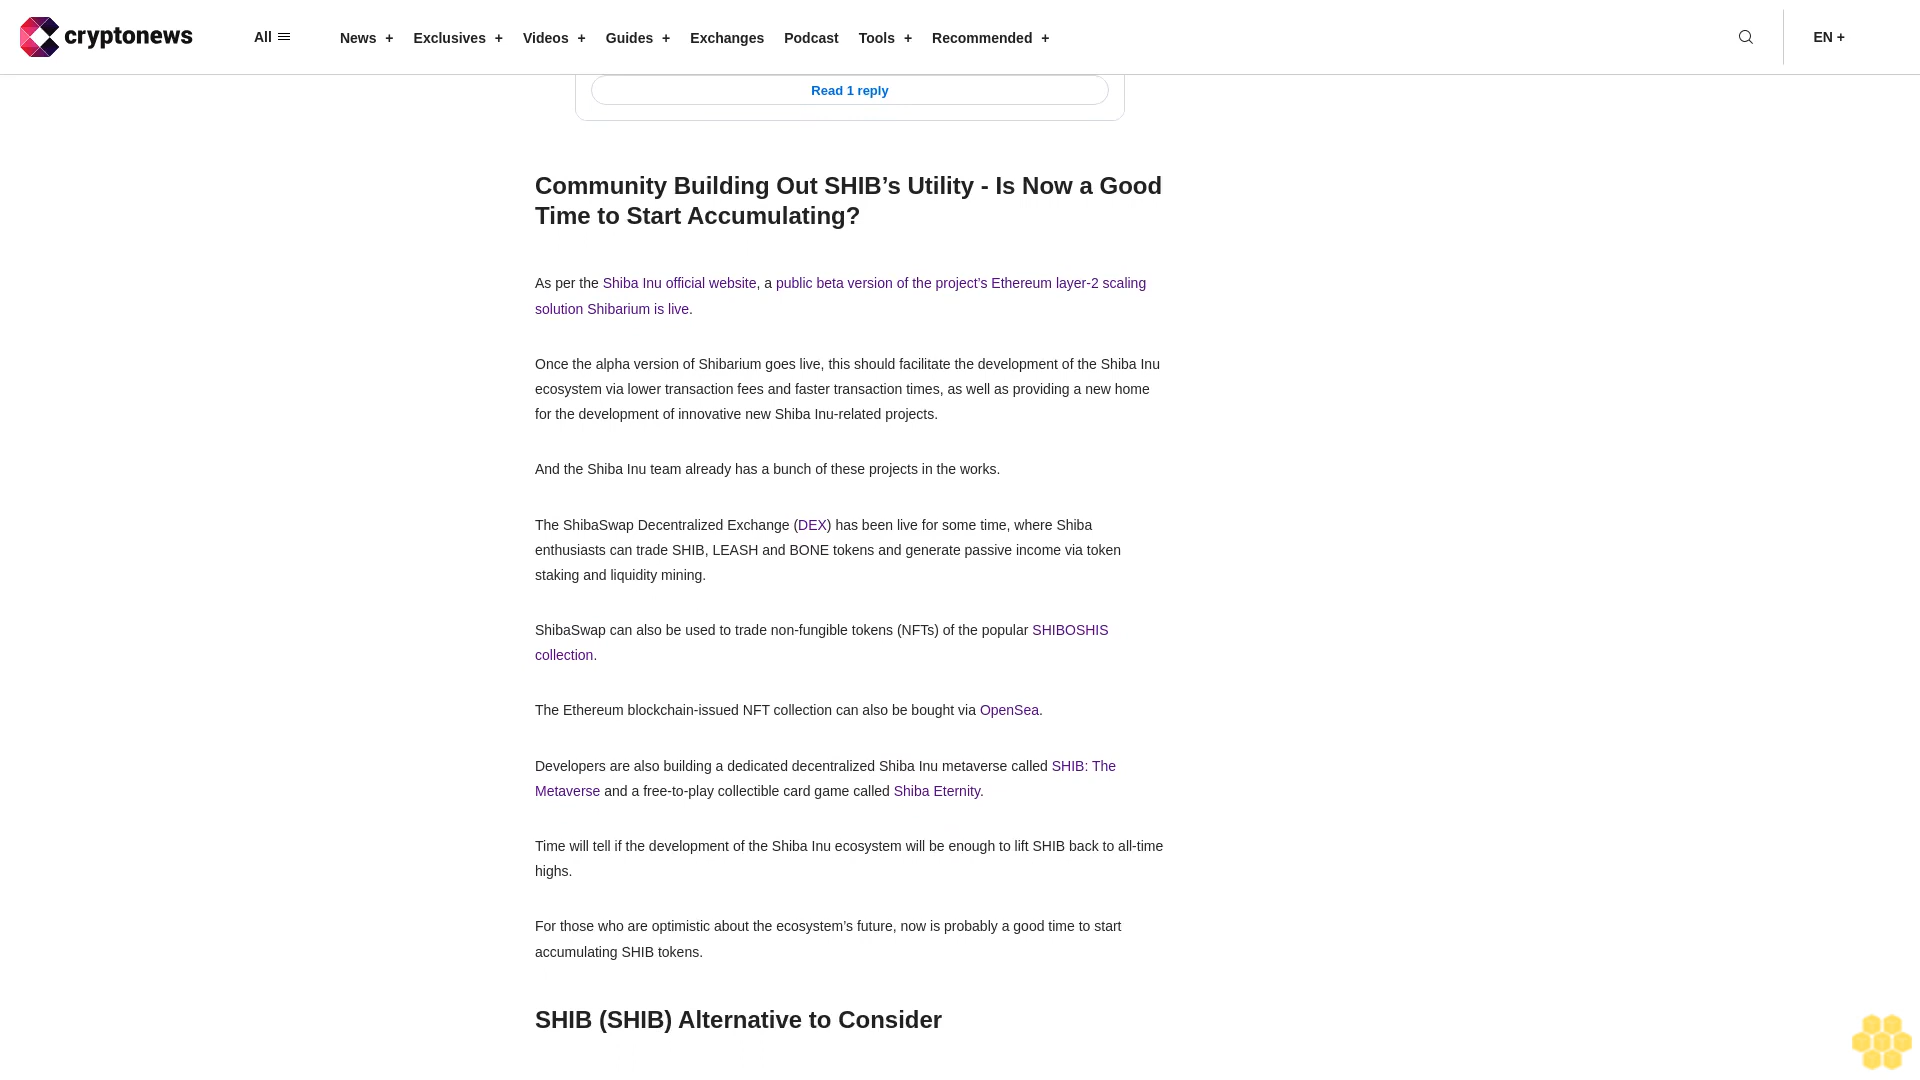 cryptonews
All
News + Exclusives + Videos + Guides + Exchanges Podcast Tools + Recommended +
EN +
Read 1 reply
Community Building Out SHIB’s Utility - Is Now a Good
Time to Start Accumulating?
As per the Shiba Inu official website, a public beta version of the project’s Ethereum layer-2 scaling
solution Shibarium is live.
Once the alpha version of Shibarium goes live, this should facilitate the development of the Shiba Inu
ecosystem via lower transaction fees and faster transaction times, as well as providing a new home
for the development of innovative new Shiba Inu-related projects.
And the Shiba Inu team already has a bunch of these projects in the works.
The ShibaSwap Decentralized Exchange (DEX) has been live for some time, where Shiba
enthusiasts can trade SHIB, LEASH and BONE tokens and generate passive income via token
staking and liquidity mining.
ShibaSwap can also be used to trade non-fungible tokens (NFTs) of the popular SHIBOSHIS
collection.
The Ethereum blockchain-issued NFT collection can also be bought via OpenSea.
Developers are also building a dedicated decentralized Shiba Inu metaverse called SHIB: The
Metaverse and a free-to-play collectible card game called Shiba Eternity.
Time will tell if the development of the Shiba Inu ecosystem will be enough to lift SHIB back to all-time
highs.
For those who are optimistic about the ecosystem’s future, now is probably a good time to start
accumulating SHIB tokens.
SHIB (SHIB) Alternative to Consider